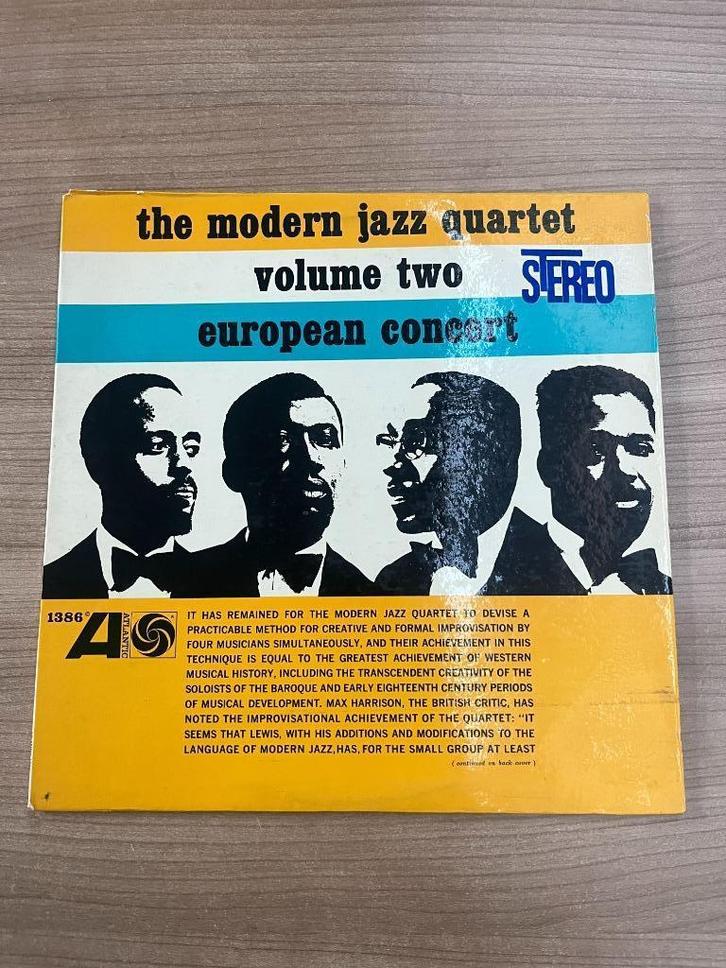 the modern jazz quartet
volume two
STEREO
european concert
1386
A
ATLANTIC
IT HAS REMAINED FOR THE MODERN JAZZ QUARTET TO DEVISE A
PRACTICABLE METHOD FOR CREATIVE AND FORMAL IMPROVISATION BY
FOUR MUSICIANS SIMULTANEOUSLY, AND THEIR ACHIEVEMENT IN THIS
TECHNIQUE IS EQUAL TO THE GREATEST ACHIEVEMENT OF WESTERN
MUSICAL HISTORY, INCLUDING THE TRANSCENDENT CREATIVITY OF THE
SOLOISTS OF THE BAROQUE AND EARLY EIGHTEENTH CENTURY PERIODS
OF MUSICAL DEVELOPMENT. MAX HARRISON, THE BRITISH CRITIC, HAS
NOTED THE IMPROVISATIONAL ACHIEVEMENT OF THE QUARTET: "IT
SEEMS THAT LEWIS, WITH HIS ADDITIONS AND MODIFICATIONS TO THE
LANGUAGE OF MODERN JAZZ, HAS, FOR THE SMALL GROUP AT LEAST
(continued on back cover)